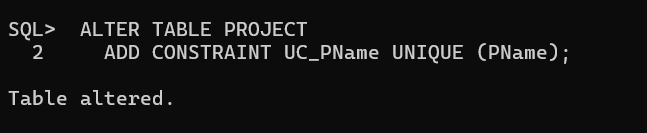 SQL>  ALTER TABLE PROJECT
  2     ADD CONSTRAINT UC_PName UNIQUE (PName);
Table altered.